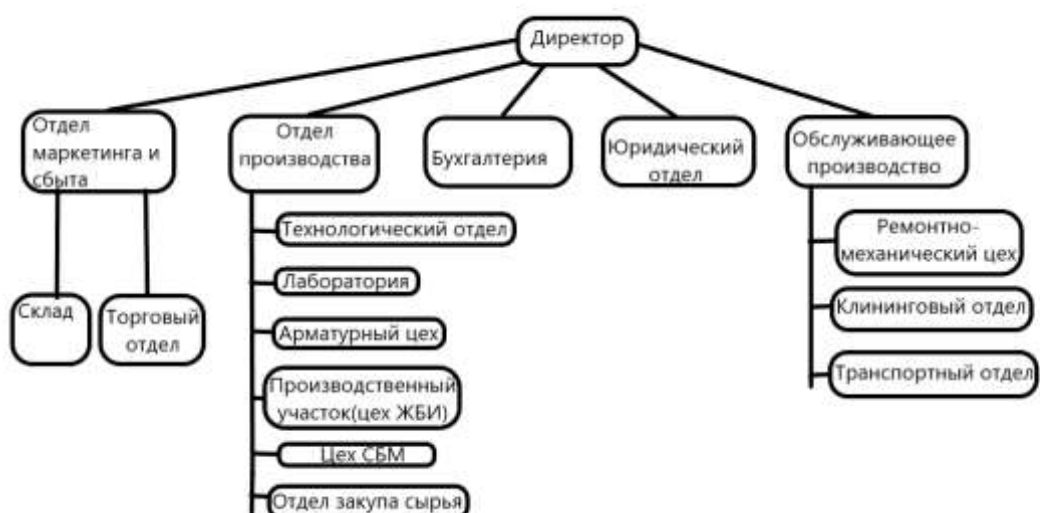 Директор
Отдел
маркетинга и
сбыта
Отдел
производства
Бухгалтерия
Юридический
отдел
Обслуживающее
производство
Склад
Торговый
отдел
Технологический отдел
Лаборатория
Арматурный цех
Производственный
участок(цех ЖБИ)
Цех СБМ
Отдел закупа сырья
Ремонтно-
механический цех
Клининговый отдел
Транспортный отдел